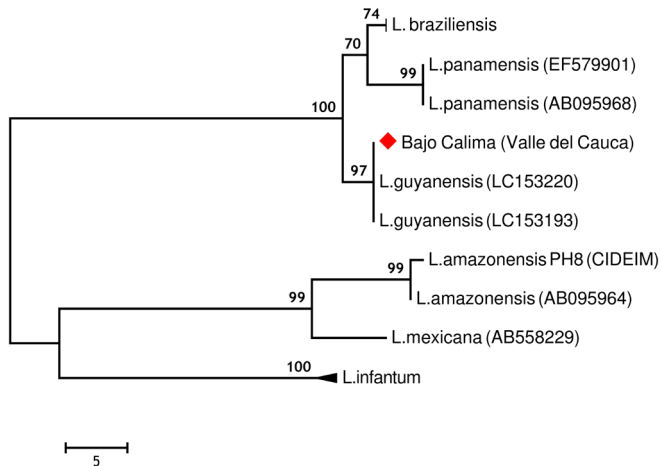 74
L. braziliensis
70
L.panamensis (EF579901)
99
L.panamensis (AB095968)
100
Bajo Calima (Valle del Cauca)
97
L.guyanensis (LC153220)
L.guyanensis (LC153193)
L.amazonensis PH8 (CIDEIM)
99
99
L.amazonensis (AB095964)
L.mexicana (AB558229)
100
L.infantum
5